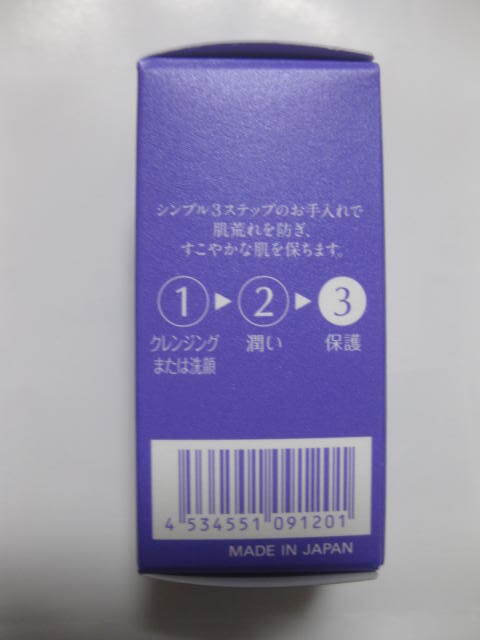 シンプル3ステップのお手入れで
肌荒れを防ぎ、
すこやかな肌を保ちます。
1 ▶ 2 ▶ 3
クレンジング または洗顔
潤い
保護
4 534551 091201
MADE IN JAPAN